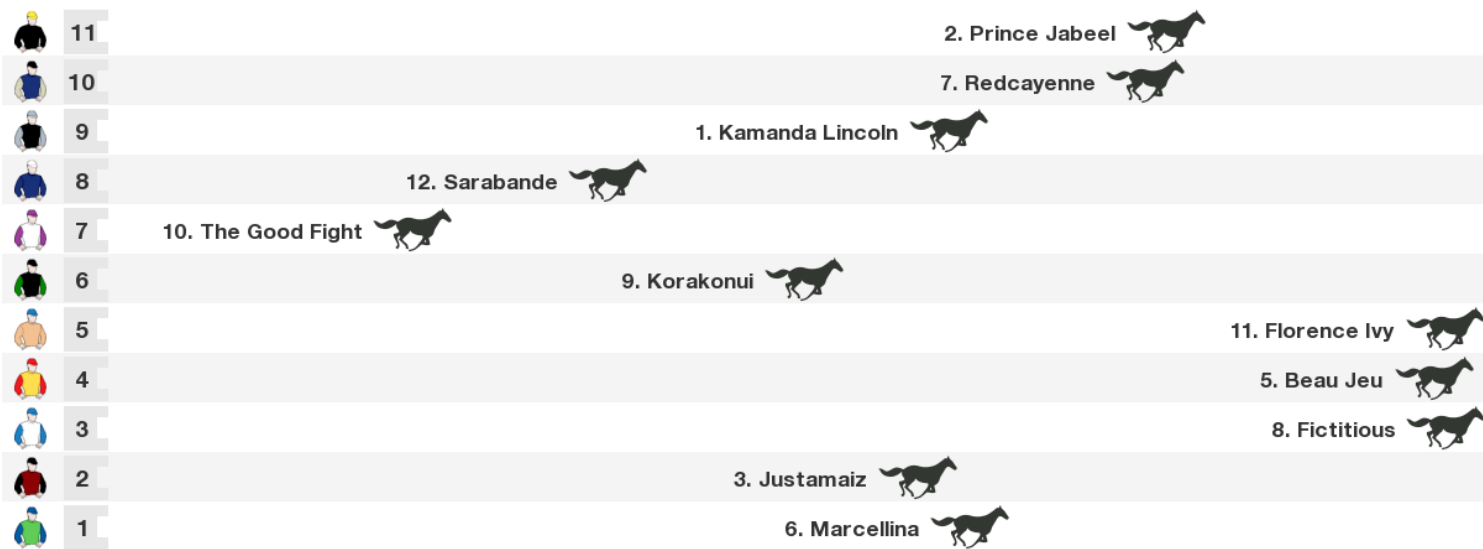 11 2. Prince Jabeel
10 7. Redcayenne
9 1. Kamanda Lincoln
8 12. Sarabande
7 10. The Good Fight
6 9. Korakonui
5 11. Florence Ivy
4 5. Beau Jeu
3 8. Fictitious
2 3. Justamaiz
1 6. Marcellina